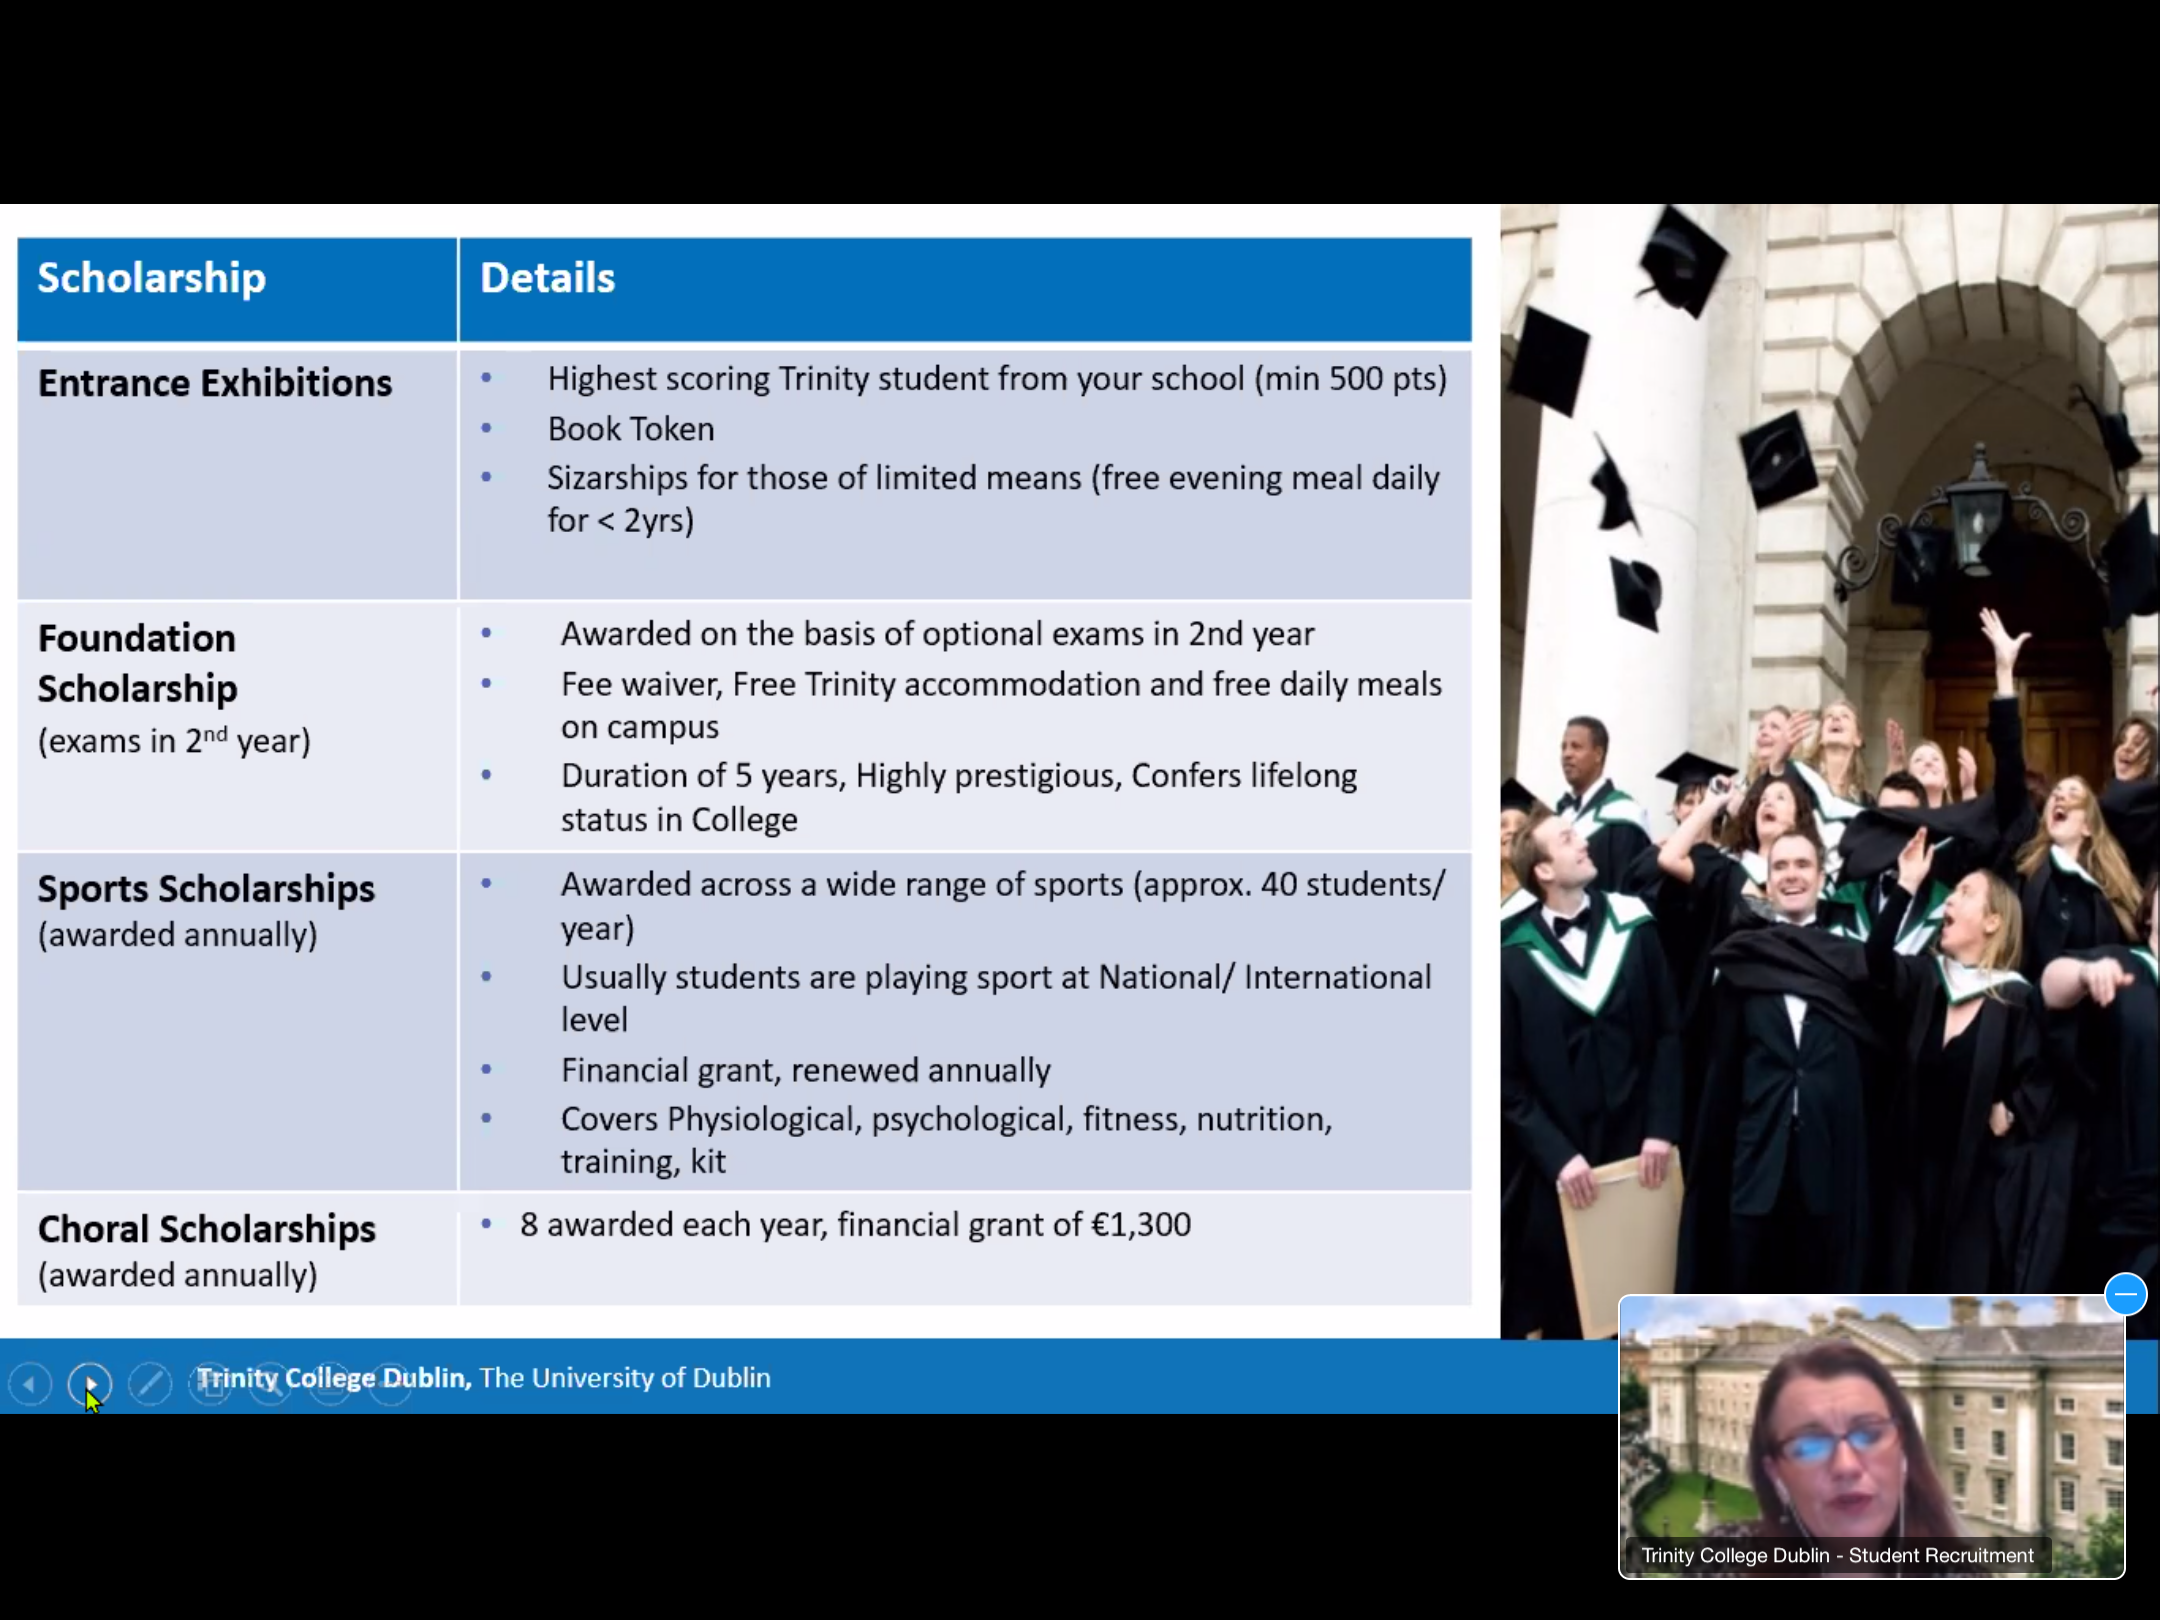 Scholarship
Details
Entrance Exhibitions
• Highest scoring Trinity student from your school (min 500 pts)
• Book Token
• Sizarships for those of limited means (free evening meal daily
for < 2yrs)
Foundation
Scholarship
(exams in 2nd year)
• Awarded on the basis of optional exams in 2nd year
• Fee waiver, Free Trinity accommodation and free daily meals
on campus
• Duration of 5 years, Highly prestigious, Confers lifelong
status in College
Sports Scholarships
(awarded annually)
• Awarded across a wide range of sports (approx. 40 students/
year)
• Usually students are playing sport at National/ International
level
• Financial grant, renewed annually
• Covers Physiological, psychological, fitness, nutrition,
training, kit
Choral Scholarships
(awarded annually)
• 8 awarded each year, financial grant of €1,300
Trinity College Dublin, The University of Dublin
Trinity College Dublin - Student Recruitment